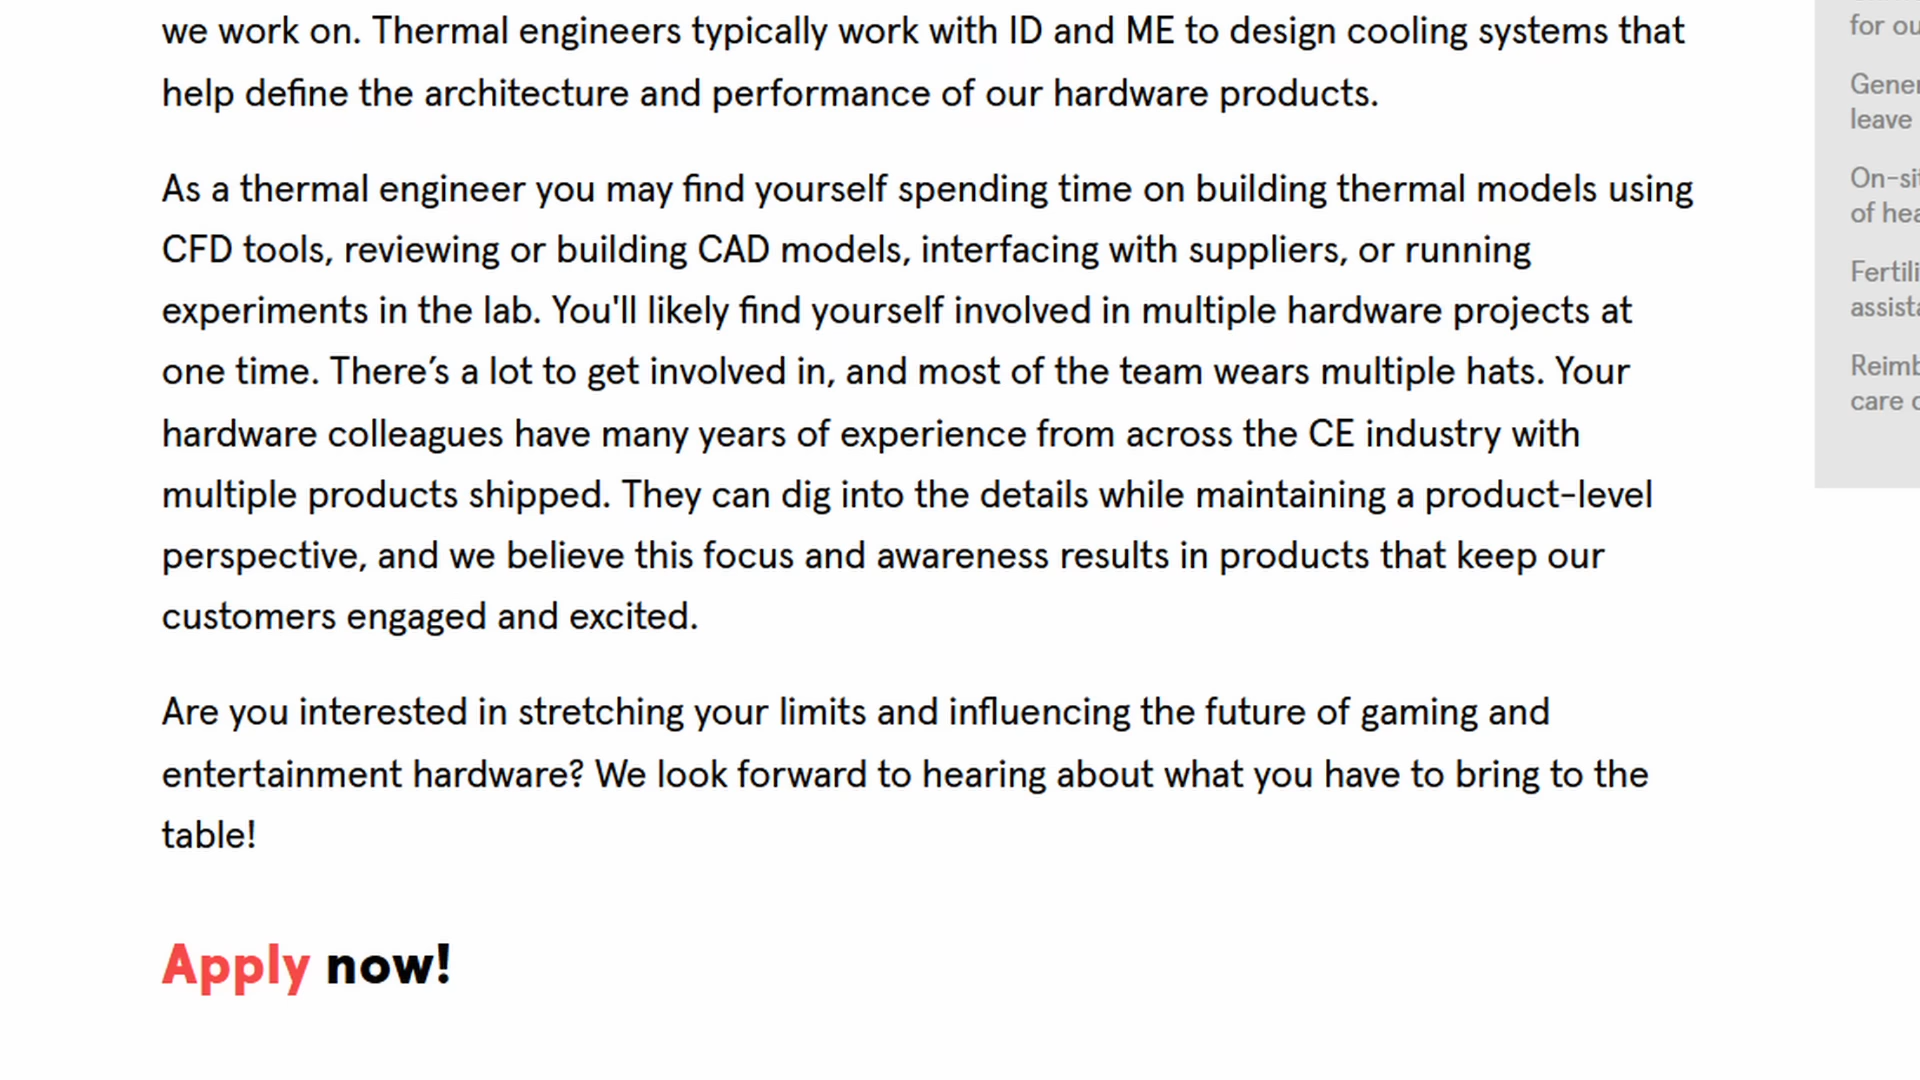 we work on. Thermal engineers typically work with ID and ME to design cooling systems that
help define the architecture and performance of our hardware products.
As a thermal engineer you may find yourself spending time on building thermal models using
CFD tools, reviewing or building CAD models, interfacing with suppliers, or running
experiments in the lab. You'll likely find yourself involved in multiple hardware projects at
one time. There’s a lot to get involved in, and most of the team wears multiple hats. Your
hardware colleagues have many years of experience from across the CE industry with
multiple products shipped. They can dig into the details while maintaining a product-level
perspective, and we believe this focus and awareness results in products that keep our
customers engaged and excited.
Are you interested in stretching your limits and influencing the future of gaming and
entertainment hardware? We look forward to hearing about what you have to bring to the
table!
Apply now!
for
leave
of
care